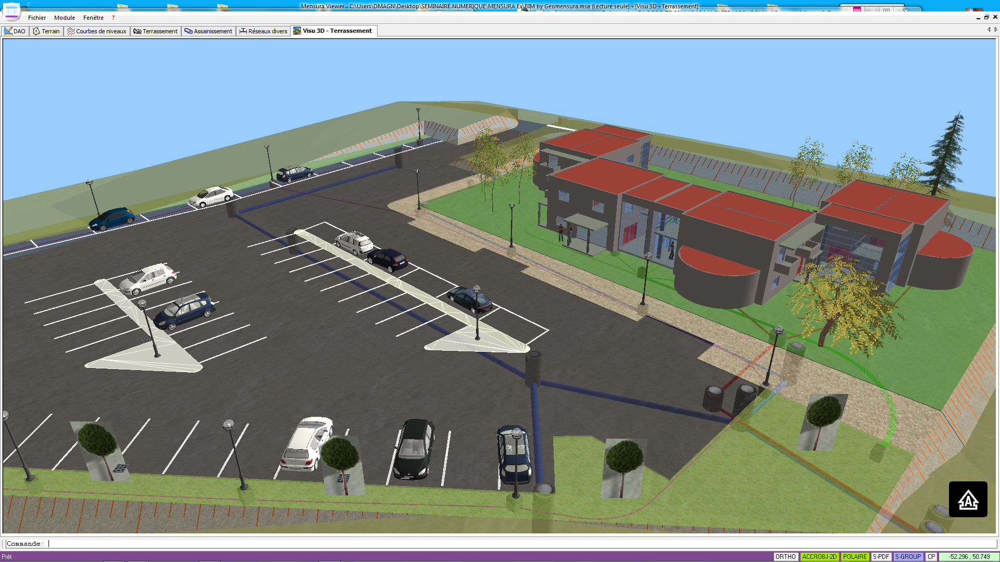 Mensura Viewer - C:\Users\DMAGN\Desktop\SEMINAIRE NUMERIQUE\MENSURA Ex\BIM by Geomensura.msa (Lecture seule) - [Visu 3D - Terrassement]
Fichier Module Fenêtre ?
DAO Terrain Courbes de niveaux Terrassement Assainissement Réseaux divers Visu 3D - Terrassement
A
Commande:
Prêt ORTHO ACCROBJ-2D POLAIRE S-PDF S-GROUP CP -52.296 , 50.749